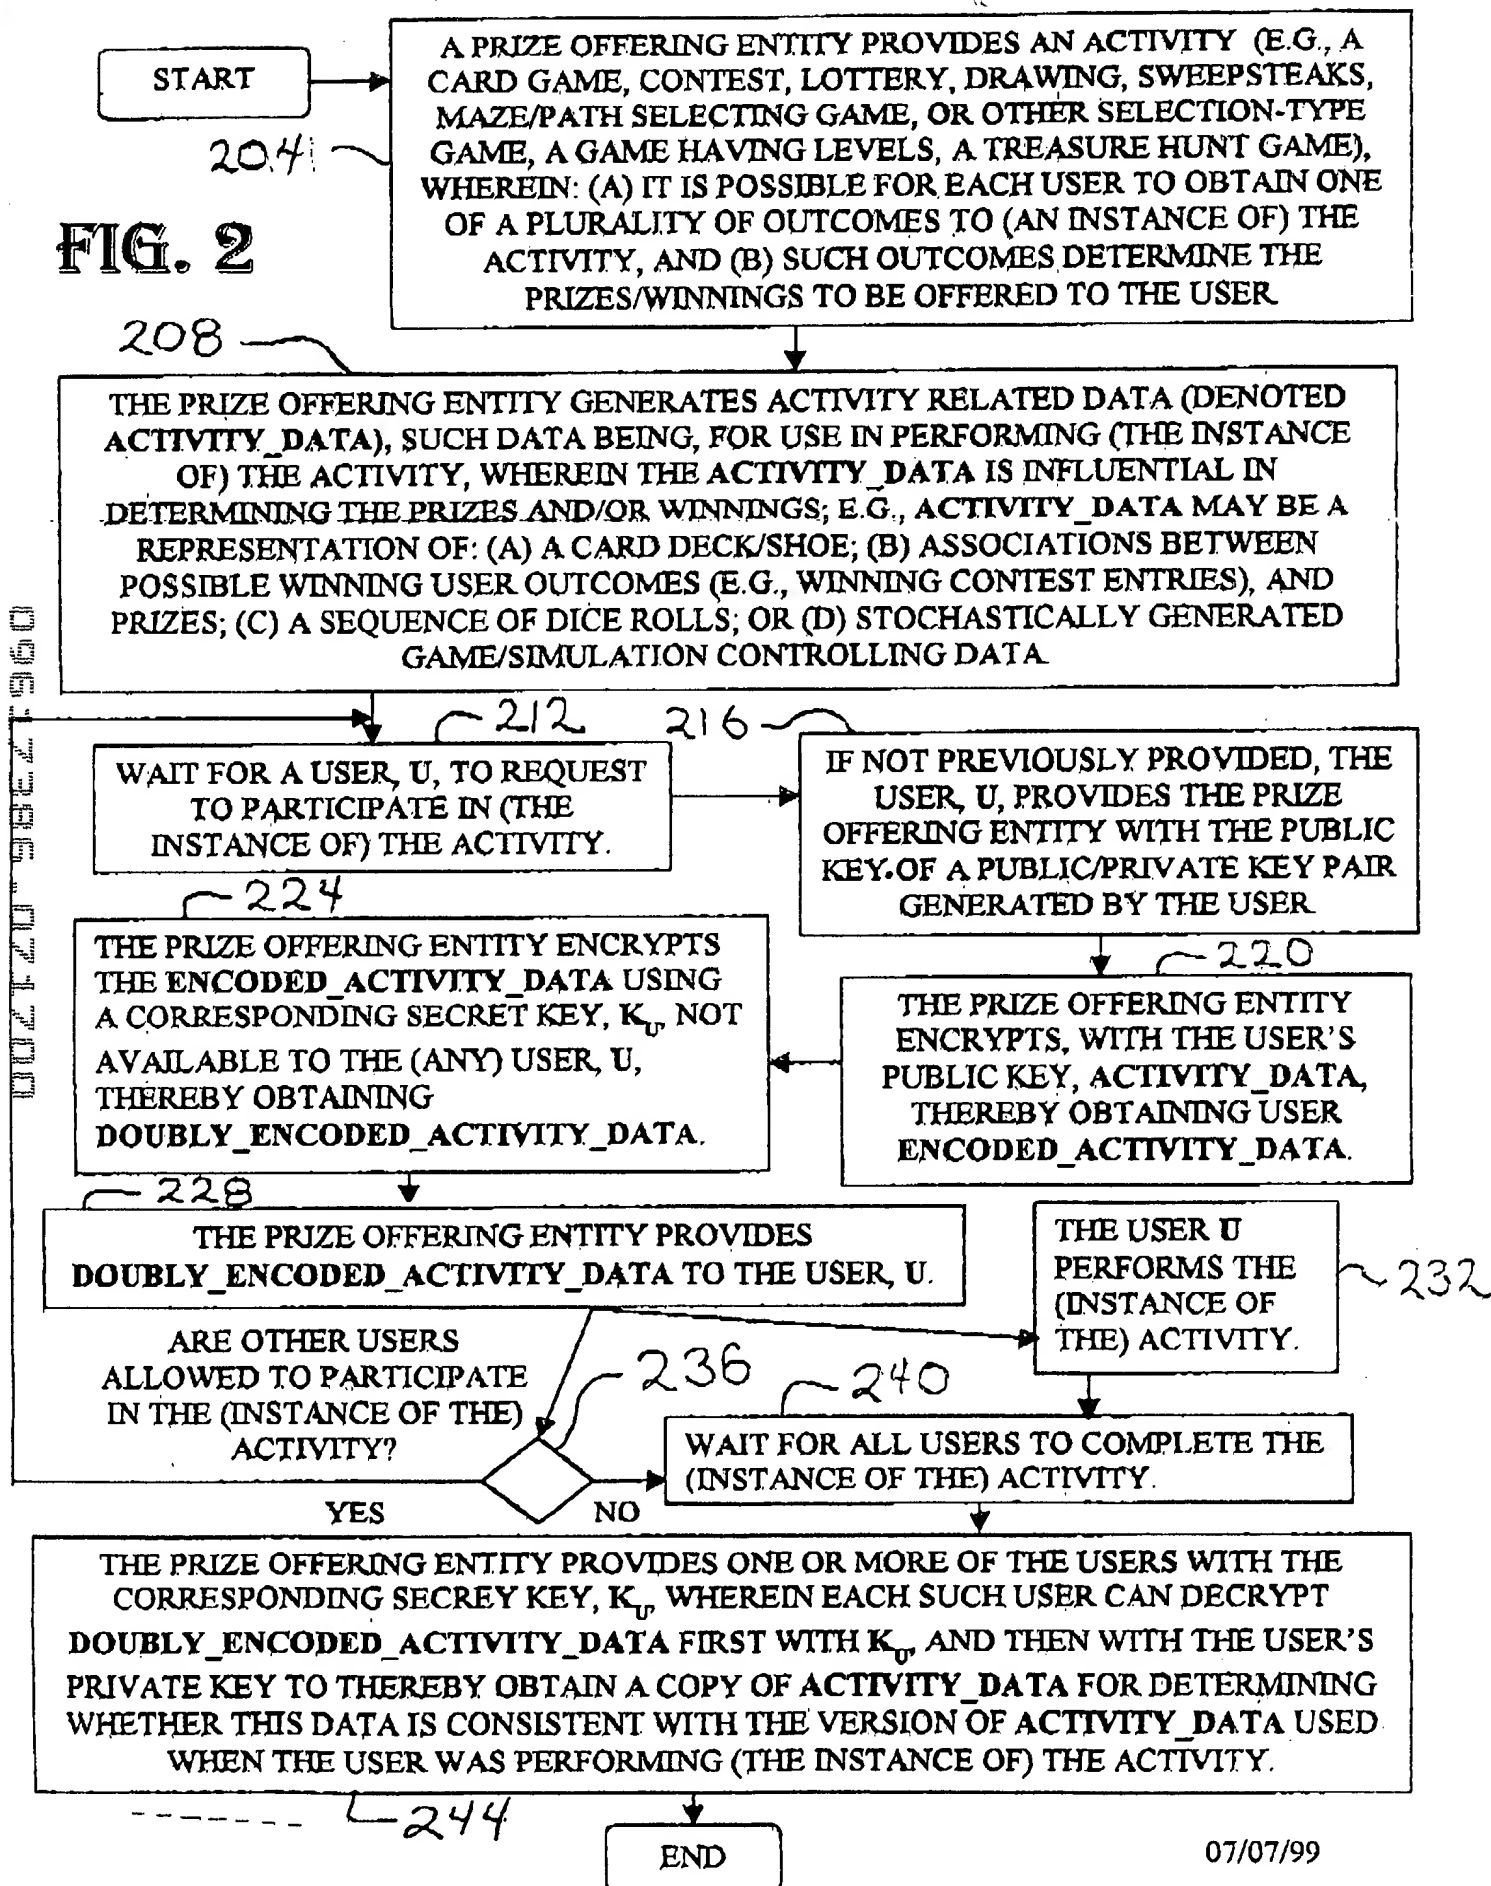 START
A PRIZE OFFERING ENTITY PROVIDES AN ACTIVITY (E.G., A
CARD GAME, CONTEST, LOTTERY, DRAWING, SWEEPSTEAKS,
MAZE/PATH SELECTING GAME, OR OTHER SELECTION-TYPE
GAME, A GAME HAVING LEVELS, A TREASURE HUNT GAME),
WHEREIN: (A) IT IS POSSIBLE FOR EACH USER TO OBTAIN ONE
OF A PLURALITY OF OUTCOMES TO (AN INSTANCE OF) THE
ACTIVITY, AND (B) SUCH OUTCOMES DETERMINE THE
PRIZES/WINNINGS TO BE OFFERED TO THE USER
204
FIG. 2
208
THE PRIZE OFFERING ENTITY GENERATES ACTIVITY RELATED DATA (DENOTED
ACTIVITY_DATA), SUCH DATA BEING, FOR USE IN PERFORMING (THE INSTANCE
OF) THE ACTIVITY, WHEREIN THE ACTIVITY_DATA IS INFLUENTIAL IN
DETERMINING THE PRIZES AND/OR WINNINGS; E.G., ACTIVITY_DATA MAY BE A
REPRESENTATION OF: (A) A CARD DECK/SHOE; (B) ASSOCIATIONS BETWEEN
POSSIBLE WINNING USER OUTCOMES (E.G., WINNING CONTEST ENTRIES), AND
PRIZES; (C) A SEQUENCE OF DICE ROLLS; OR (D) STOCHASTICALLY GENERATED
GAME/SIMULATION CONTROLLING DATA
212
WAIT FOR A USER, U, TO REQUEST
TO PARTICIPATE IN (THE
INSTANCE OF) THE ACTIVITY.
216
IF NOT PREVIOUSLY PROVIDED, THE
USER, U, PROVIDES THE PRIZE
OFFERING ENTITY WITH THE PUBLIC
KEY OF A PUBLIC/PRIVATE KEY PAIR
GENERATED BY THE USER
220
THE PRIZE OFFERING ENTITY
ENCRYPTS, WITH THE USER'S
PUBLIC KEY, ACTIVITY_DATA,
THEREBY OBTAINING USER
ENCODED_ACTIVITY_DATA.
224
THE PRIZE OFFERING ENTITY ENCRYPTS
THE ENCODED_ACTIVITY_DATA USING
A CORRESPONDING SECRET KEY, KU, NOT
AVAILABLE TO THE (ANY) USER, U,
THEREBY OBTAINING
DOUBLY_ENCODED_ACTIVITY_DATA.
228
THE PRIZE OFFERING ENTITY PROVIDES
DOUBLY_ENCODED_ACTIVITY_DATA TO THE USER, U.
THE USER U
PERFORMS THE
(INSTANCE OF
THE) ACTIVITY.
232
ARE OTHER USERS
ALLOWED TO PARTICIPATE
IN THE (INSTANCE OF THE)
ACTIVITY?
236
YES
NO
240
WAIT FOR ALL USERS TO COMPLETE THE
(INSTANCE OF THE) ACTIVITY.
THE PRIZE OFFERING ENTITY PROVIDES ONE OR MORE OF THE USERS WITH THE
CORRESPONDING SECREY KEY, KU, WHEREIN EACH SUCH USER CAN DECRYPT
DOUBLY_ENCODED_ACTIVITY_DATA FIRST WITH KU, AND THEN WITH THE USER'S
PRIVATE KEY TO THEREBY OBTAIN A COPY OF ACTIVITY_DATA FOR DETERMINING
WHETHER THIS DATA IS CONSISTENT WITH THE VERSION OF ACTIVITY_DATA USED
WHEN THE USER WAS PERFORMING (THE INSTANCE OF) THE ACTIVITY.
244
END
07/07/99